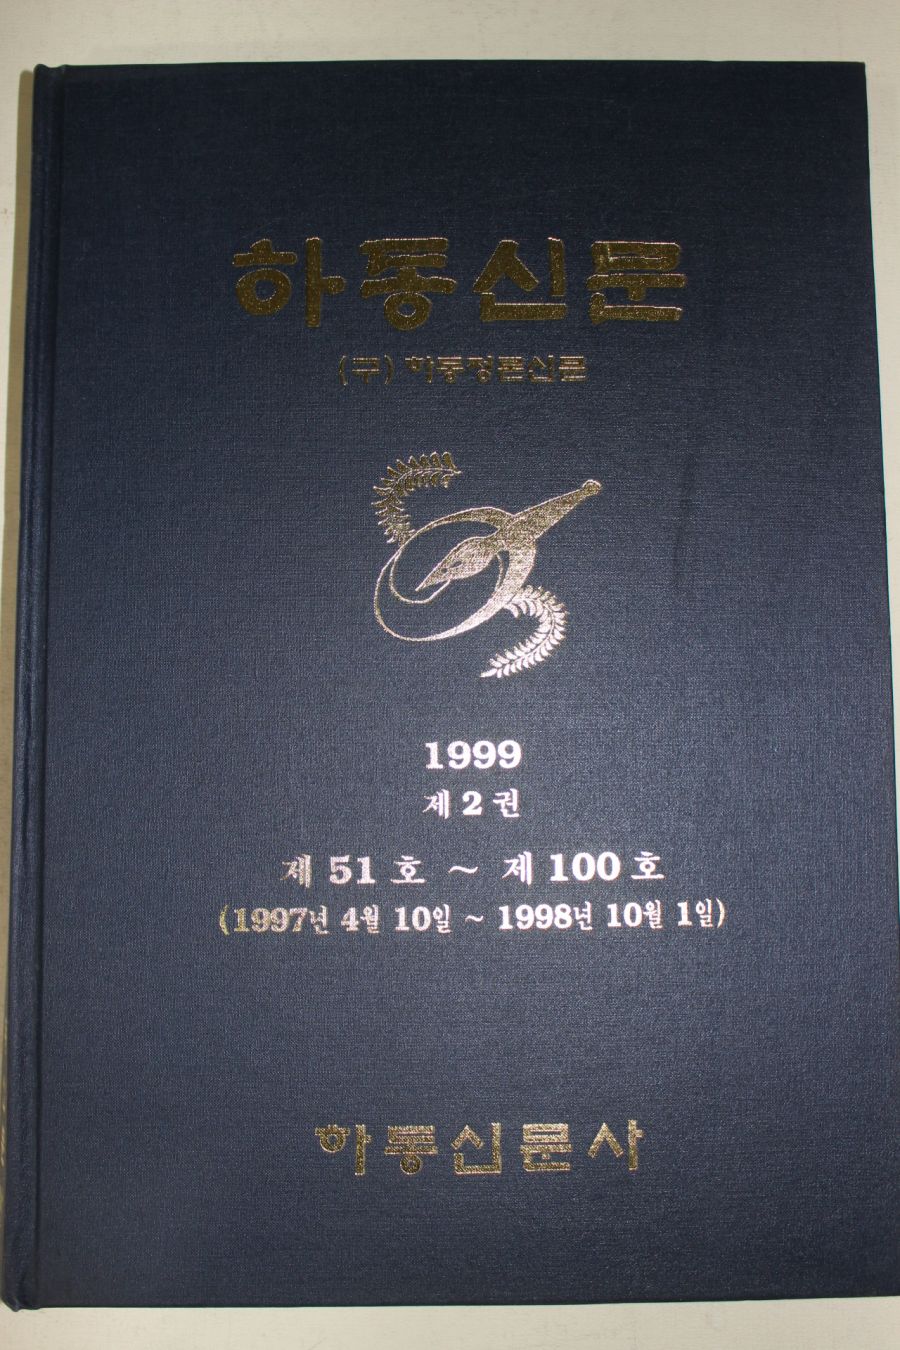 하동신문
(구) 하동평론신문
1999
제 2 권
제 51 호 ~ 제 100 호
(1997년 4월 10일 ~ 1998년 10월 1일)
하동신문사